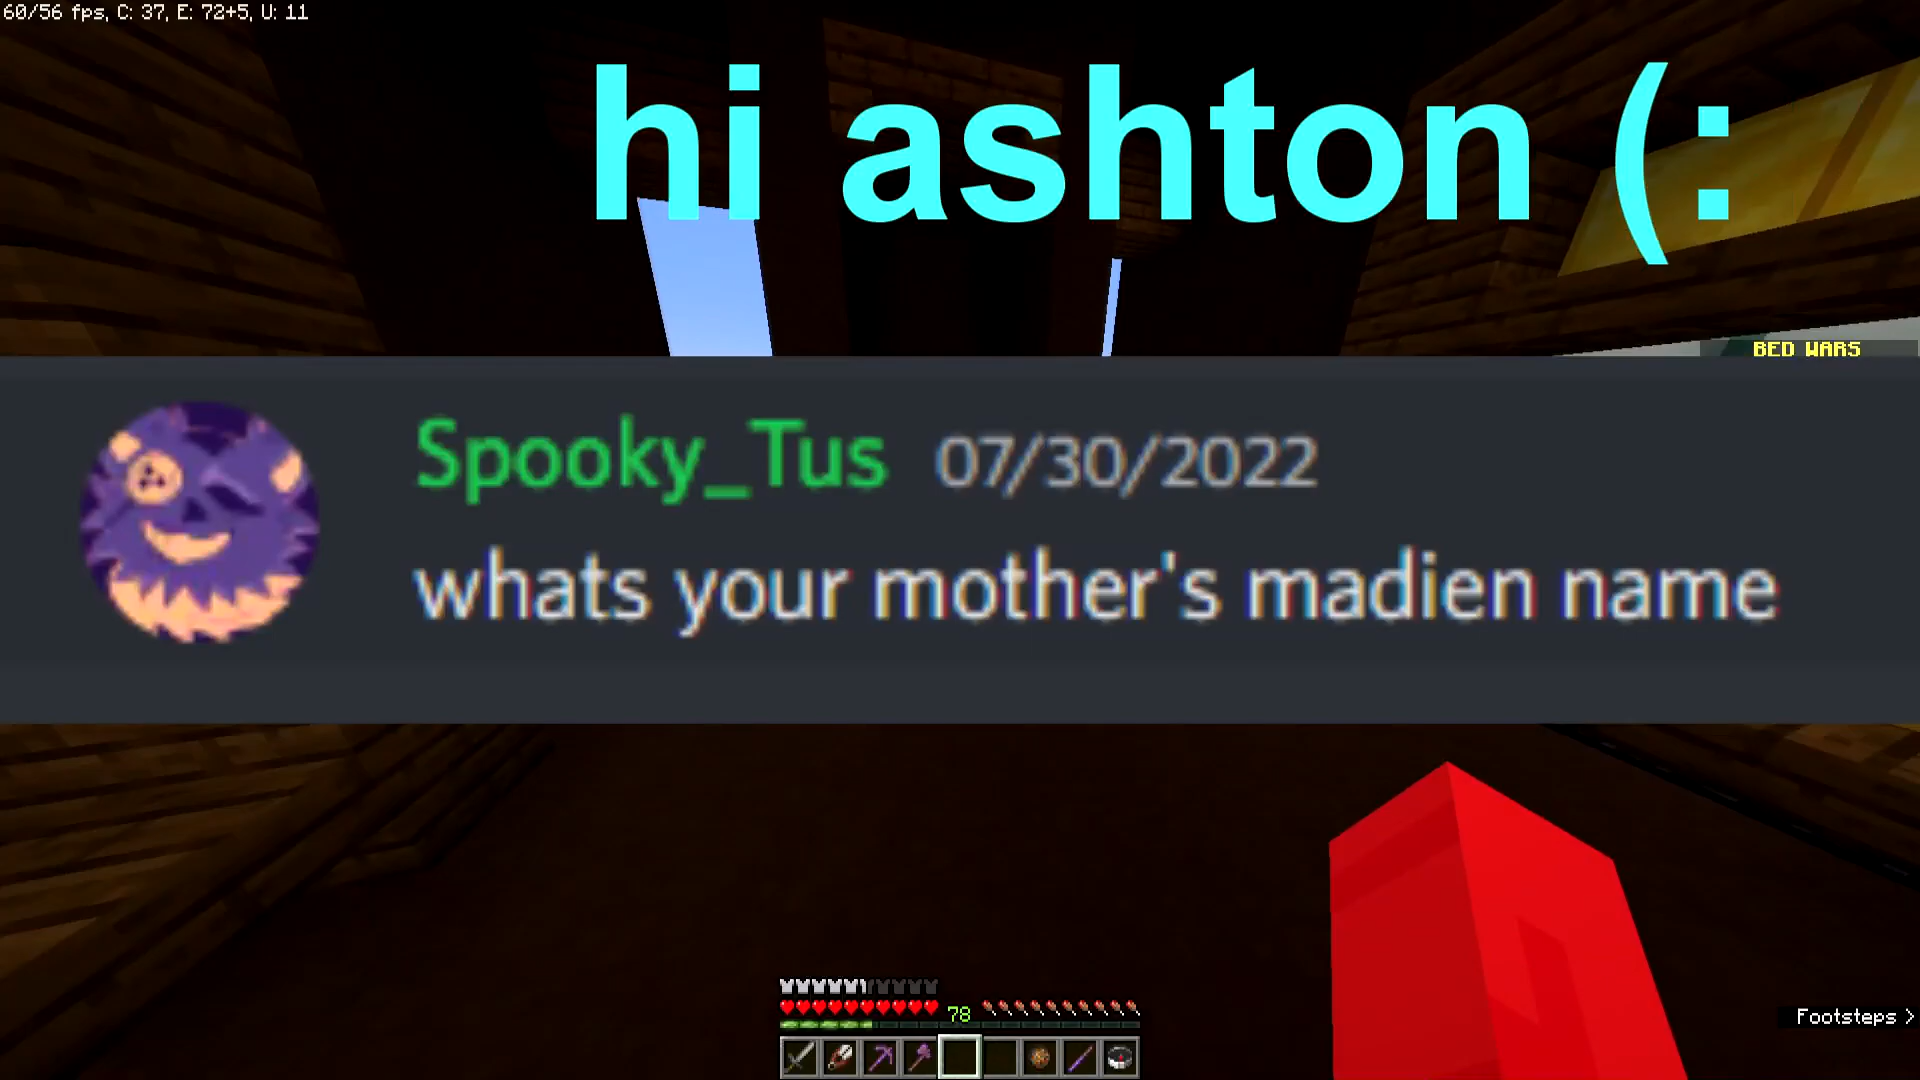 60/56 fps, C: 37, E: 72+5, U: 11
hi ashton (:
BED WARS
Spooky_Tus 07/30/2022
whats your mother's madien name
78
Footsteps >